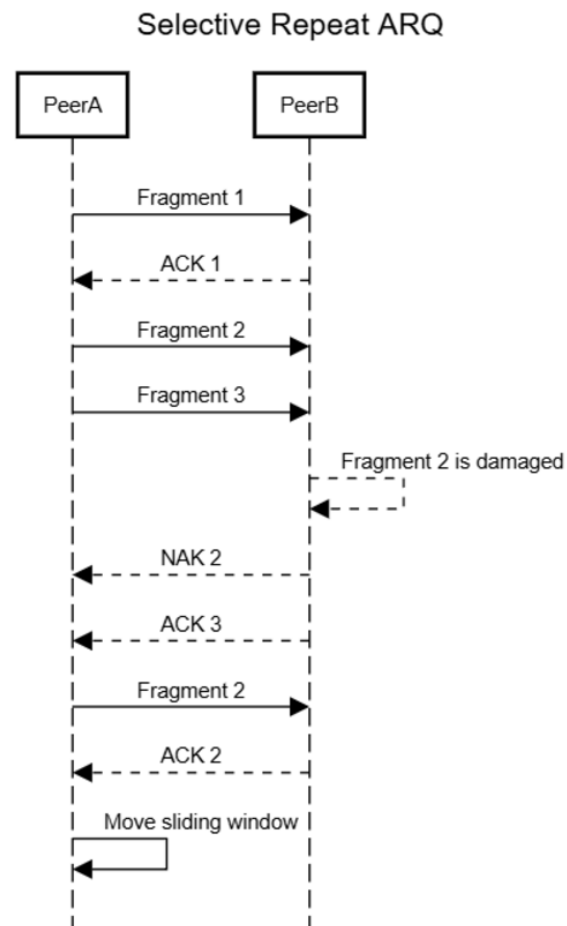 Selective Repeat ARQ
PeerA
PeerB
Fragment 1
ACK 1
Fragment 2
Fragment 3
Fragment 2 is damaged
NAK 2
ACK 3
Fragment 2
ACK 2
Move sliding window